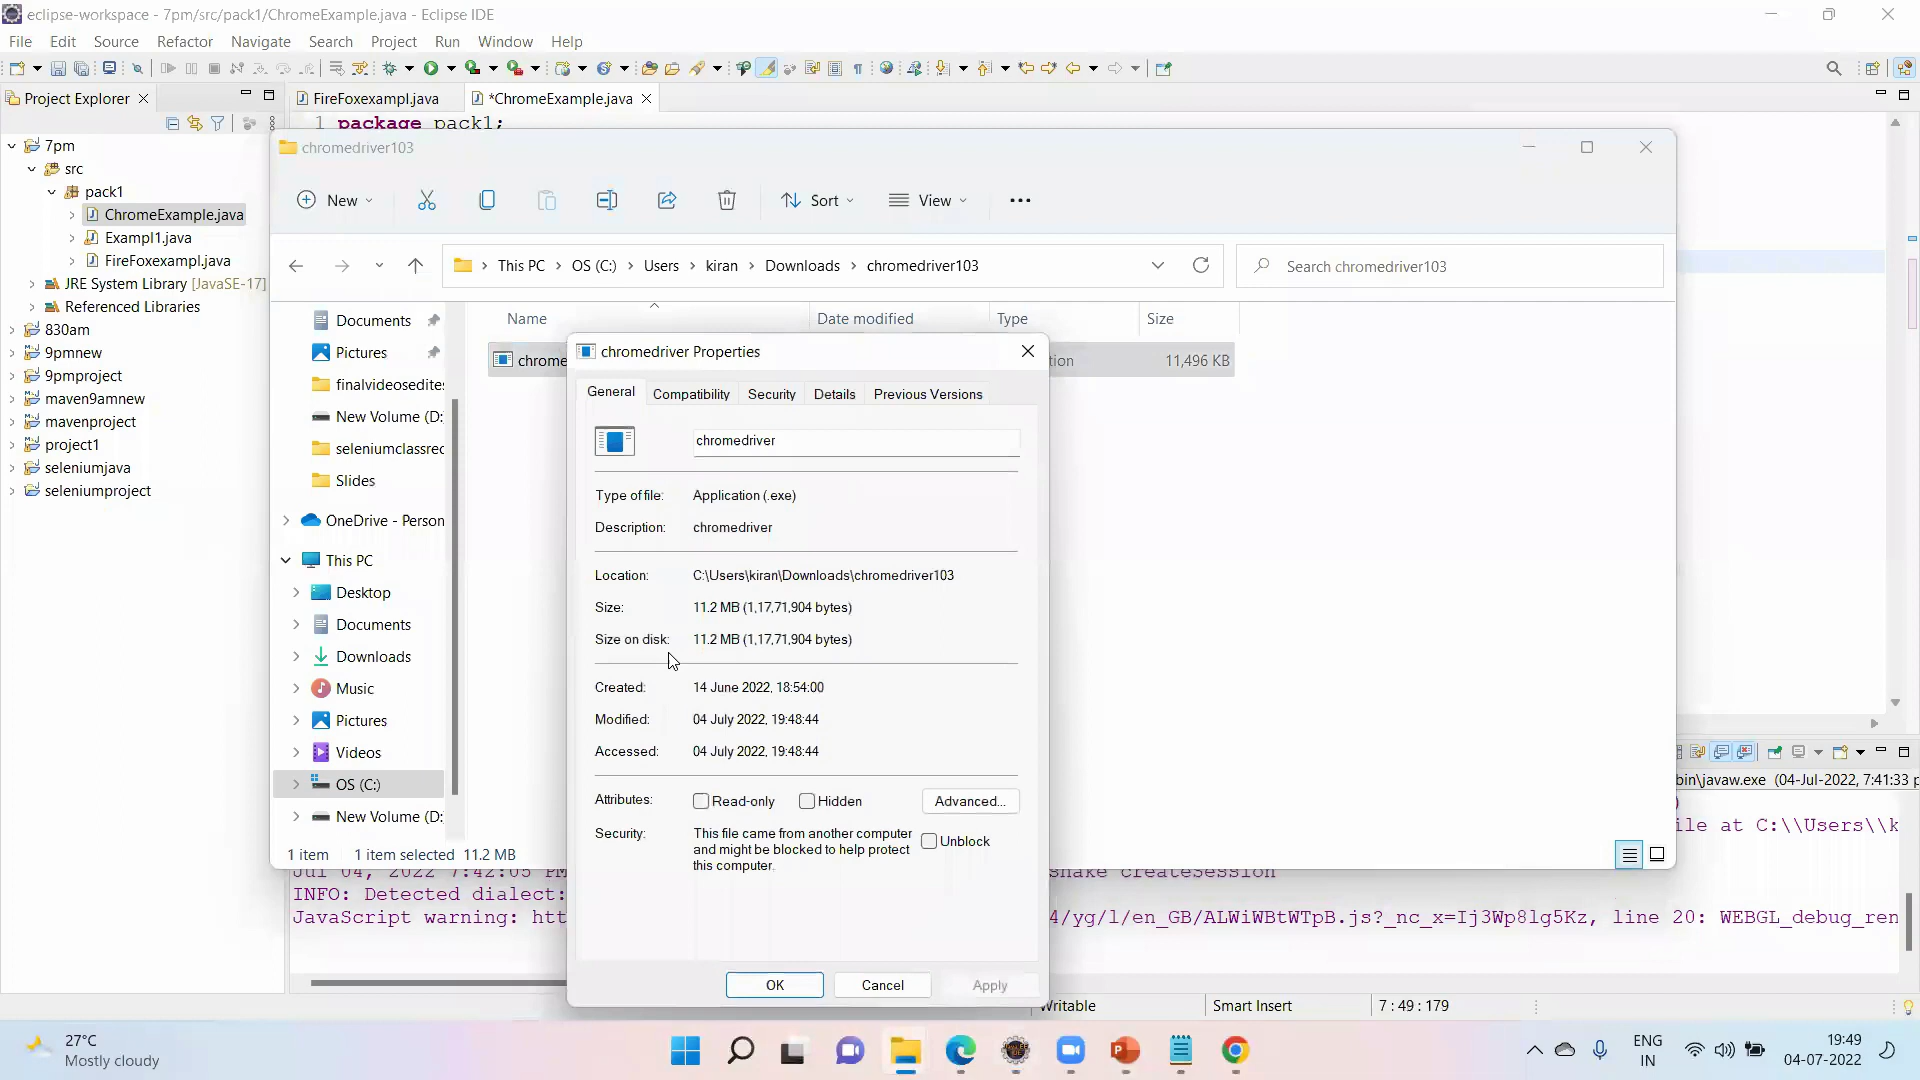 eclipse-workspace - 7pm/src/pack1/ChromeExample.java - Eclipse IDE
File Edit Source Refactor Navigate Search Project Run Window Help
Project Explorer
FireFoxexampl.java
*ChromeExample.java
1 package pack1;
7pm
src
pack1
ChromeExample.java
Exampl1.java
FireFoxexampl.java
JRE System Library [JavaSE-17]
Referenced Libraries
830am
9pmnew
9pmproject
maven9amnew
mavenproject
project1
seleniumjava
seleniumproject
chromedriver103
New Sort View
This PC OS (C:) Users kiran Downloads chromedriver103
Search chromedriver103
Documents
Pictures
finalvideosedite
New Volume (D:
seleniumclassrec
Slides
OneDrive - Person
This PC
Desktop
Documents
Downloads
Music
Pictures
Videos
OS (C:)
New Volume (D:
Name Date modified Type Size
chrome
tion 11,496 KB
1 item 1 item selected 11.2 MB
chromedriver Properties
General Compatibility Security Details Previous Versions
chromedriver
Type of file: Application (.exe)
Description: chromedriver
Location: C:\Users\kiran\Downloads\chromedriver103
Size: 11.2 MB (1,17,71,904 bytes)
Size on disk: 11.2 MB (1,17,71,904 bytes)
Created: 14 June 2022, 18:54:00
Modified: 04 July 2022, 19:48:44
Accessed: 04 July 2022, 19:48:44
Attributes: Read-only Hidden Advanced...
Security: This file came from another computer
and might be blocked to help protect
this computer.
Unblock
OK Cancel Apply
bin\javaw.exe (04-Jul-2022, 7:41:33 p
)
ile at C:\\Users\\k
Jul 04, 2022 7:42:05 PM shake createSession
INFO: Detected dialect:
JavaScript warning: htt 4/yg/l/en_GB/ALWiWBtWTpB.js?_nc_x=Ij3Wp8lg5Kz, line 20: WEBGL_debug_ren
Writable Smart Insert 7 : 49 : 179
27°C
Mostly cloudy
ENG
IN
19:49
04-07-2022